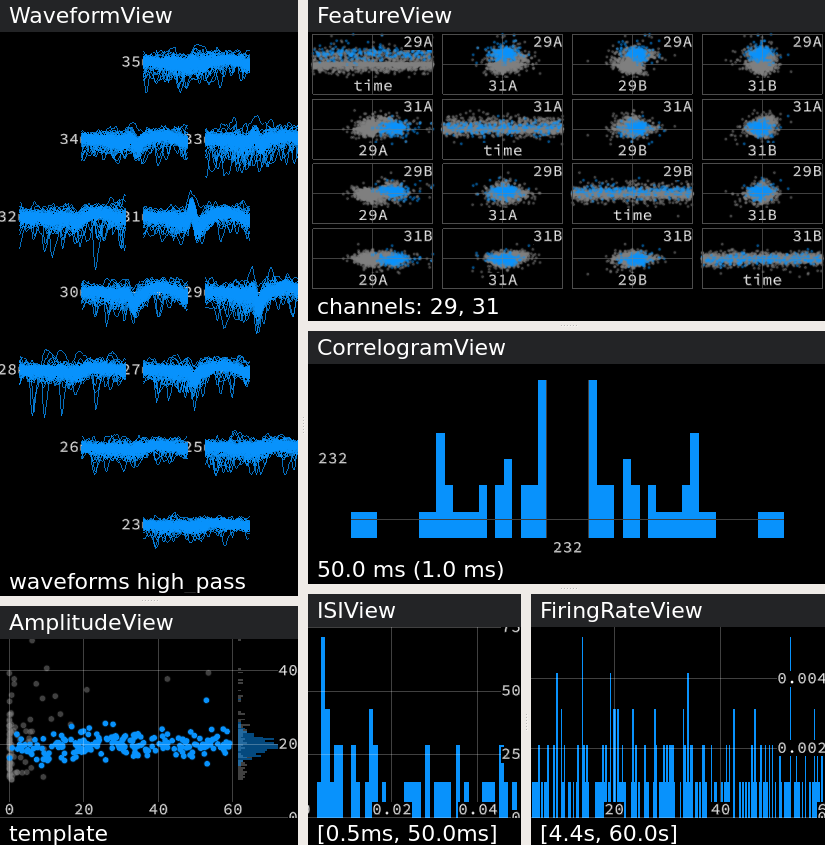 WaveformView
35
34 33
32 31
30 29
28 27
26 25
23
waveforms high_pass
FeatureView
29A 29A 29A 29A
time 31A 29B 31B
31A 31A 31A 31A
29A time 29B 31B
29B 29B 29B 29B
29A 31A time 31B
31B 31B 31B 31B
29A 31A 29B time
channels: 29, 31
CorrelogramView
232
232
50.0 ms (1.0 ms)
AmplitudeView
40
20
0
0 20 40 60
template
ISIView
75
50
25
0
0.02 0.04
[0.5ms, 50.0ms]
FiringRateView
0.004
0.002
20 40
[4.4s, 60.0s]